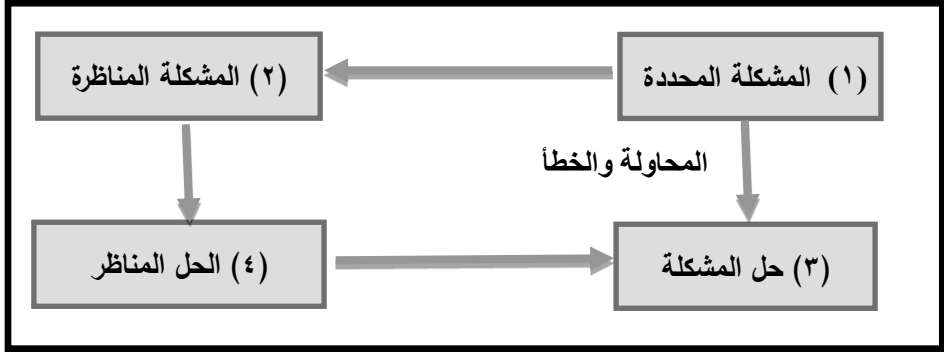 (١) المشكلة المحددة
(٢) المشكلة المناظرة
المحاولة والخطأ
(٣) حل المشكلة
(٤) الحل المناظر